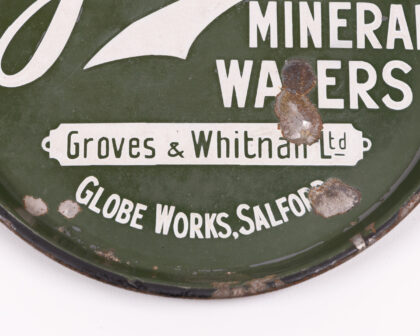 MINERAL
WATERS
Groves & Whitnall Ltd
GLOBE WORKS, SALFORD